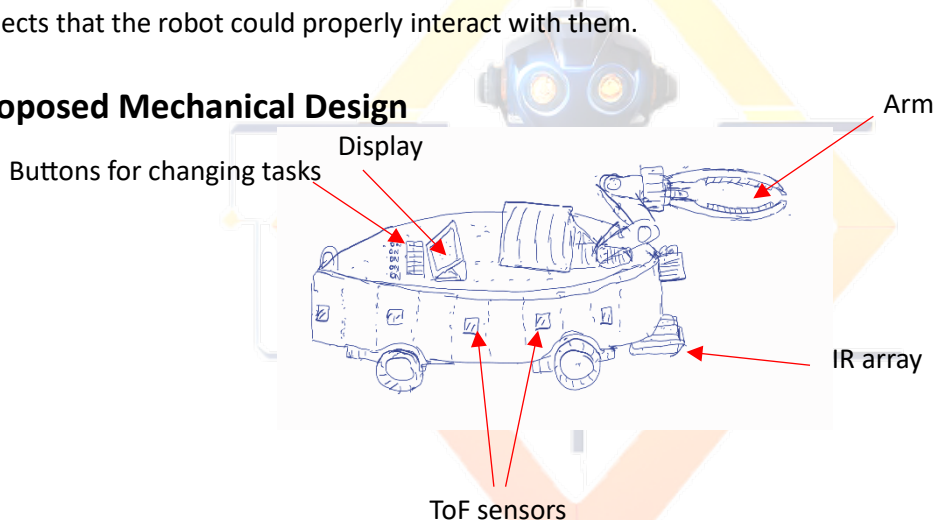 ects that the robot could properly interact with them.
oposed Mechanical Design
Arm
Display
Buttons for changing tasks
IR array
ToF sensors